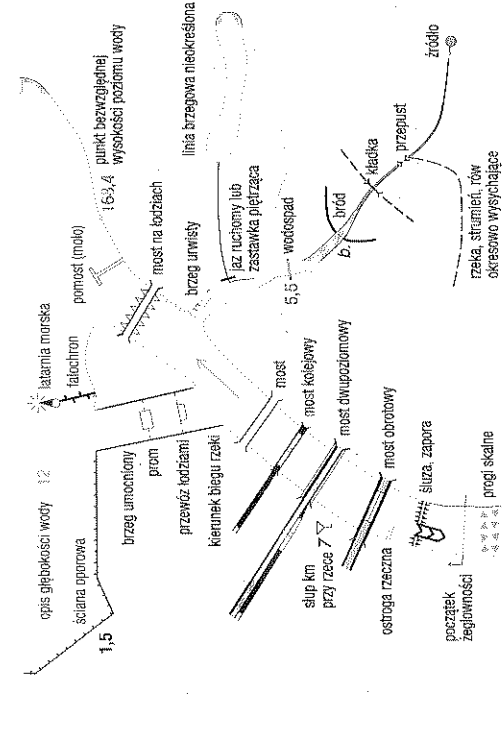 opis głębokości wody 12
ściana oporowa
1,5
latarnia morska
falochron
brzeg umocniony
prom
przewóz łodziami
kierunek biegu rzeki
pomost (molo)
163,4
punkt bezwzględnej
wysokości poziomu wody
most na łodziach
brzeg urwisty
linia brzegowa nieokreślona
jaz ruchomy lub
zastawka piętrząca
5,5
wodospad
most
most kolejowy
most dwupoziomowy
most obrotowy
słup km
przy rzece 7
ostroga rzeczna
śluza, zapora
początek
żeglowności
progi skalne
b.
bród
kładka
przepust
źródło
rzeka, strumień, rów
okresowo wysychające